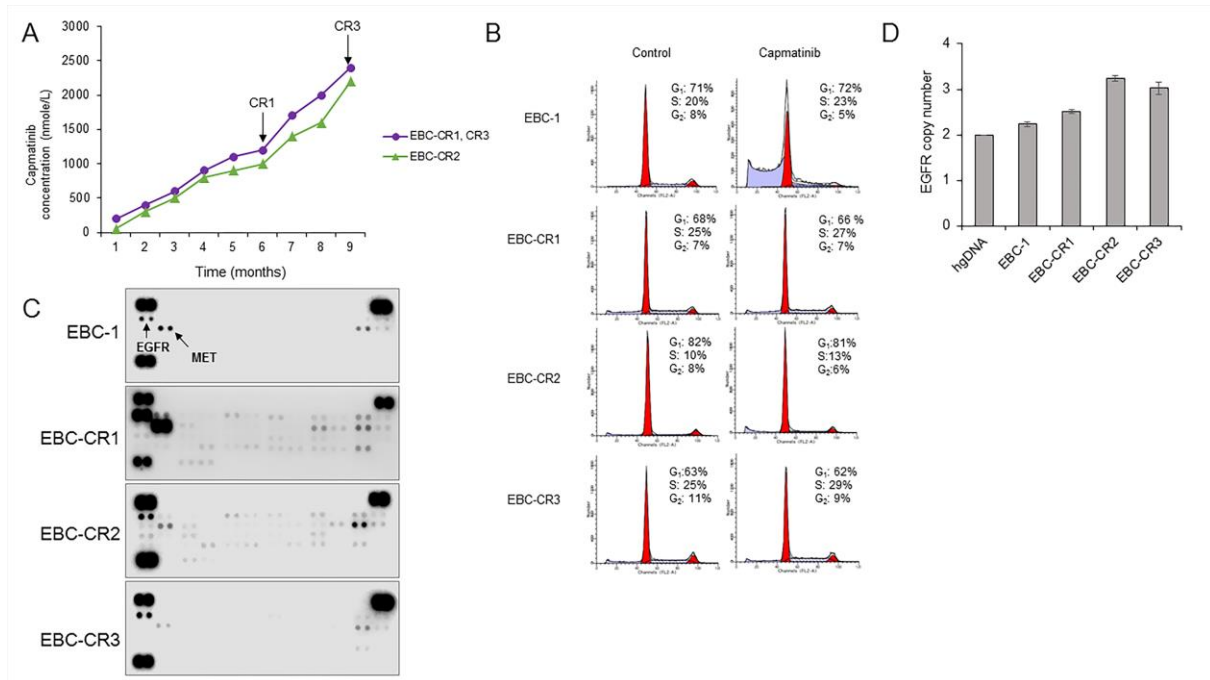 A
3000
2500
2000
1500
1000
500
0
Capmatinib
concentration (nmole/L)
1 2 3 4 5 6 7 8 9
Time (months)
CR1
CR3
EBC-CR1, CR3
EBC-CR2
B
Control
Capmatinib
EBC-1
G1: 71%
S: 20%
G2: 8%
G1: 72%
S: 23%
G2: 5%
EBC-CR1
G1: 68%
S: 25%
G2: 7%
G1: 66 %
S: 27%
G2: 7%
EBC-CR2
G1: 82%
S: 10%
G2: 8%
G1:81%
S:13%
G2:6%
EBC-CR3
G1:63%
S: 25%
G2: 11%
G1: 62%
S: 29%
G2: 9%
C
EBC-1
EGFR
MET
EBC-CR1
EBC-CR2
EBC-CR3
D
EGFR copy number
4
3
2
1
0
hgDNA
EBC-1
EBC-CR1
EBC-CR2
EBC-CR3